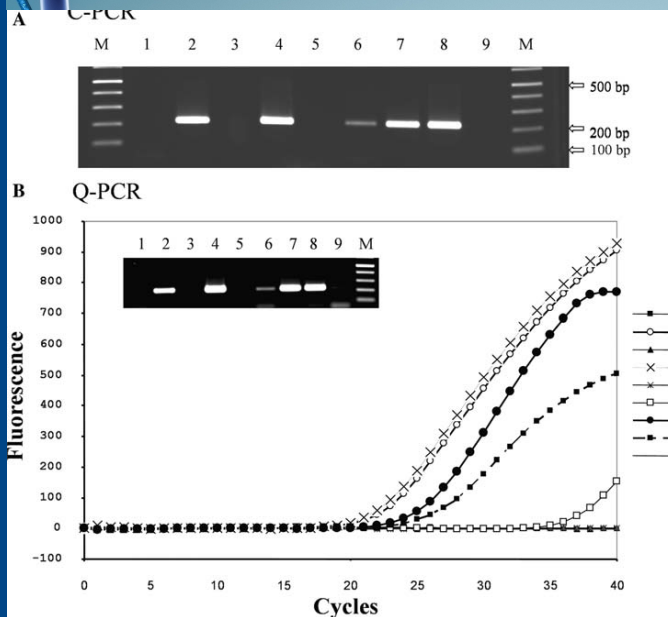 A C-PCR
M 1 2 3 4 5 6 7 8 9 M
500 bp
200 bp
100 bp
B Q-PCR
1 2 3 4 5 6 7 8 9 M
1000
900
800
700
600
500
400
300
200
100
0
-100
Fluorescence
0 5 10 15 20 25 30 35 40
Cycles